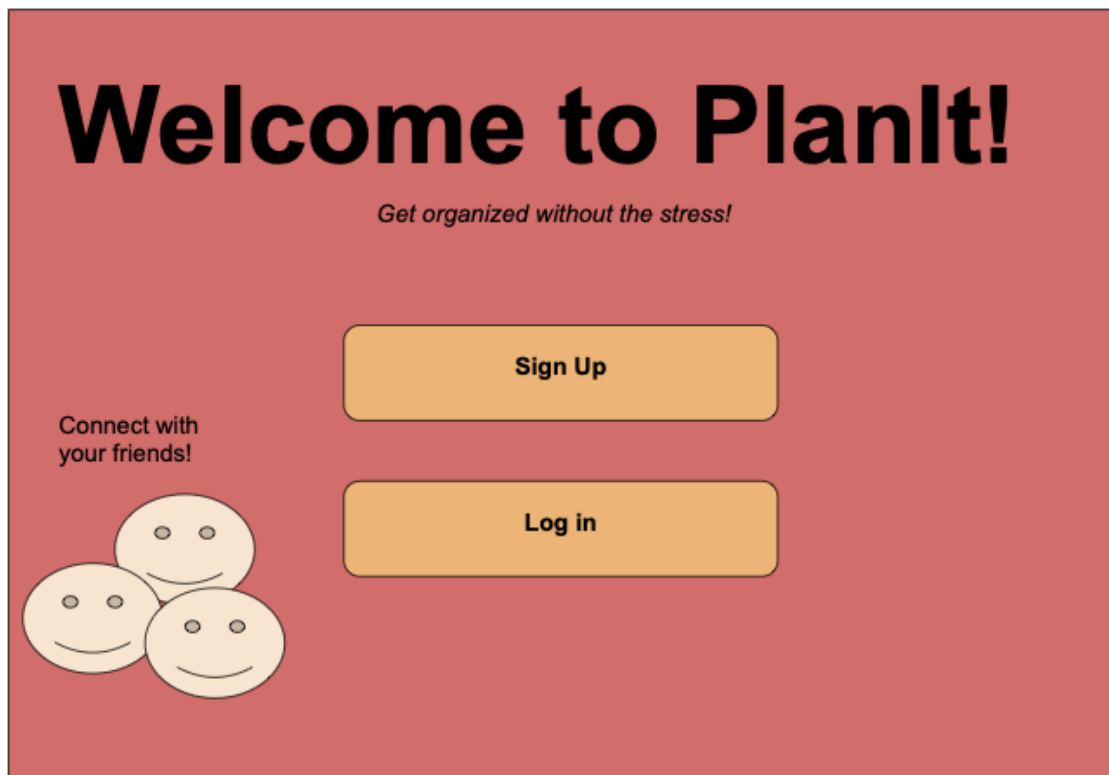 Welcome to PlanIt!
Get organized without the stress!
Sign Up
Connect with
your friends!
Log in